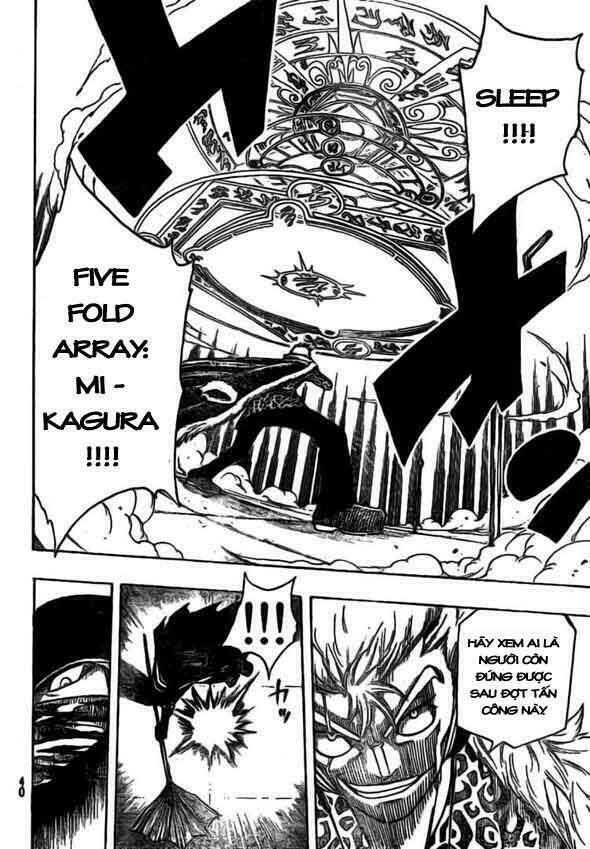 SLEEP
!!!!
FIVE
FOLD
ARRAY:
MI -
KAGURA
!!!!
!!!
HÃY XEM AI LÀ
NGƯỜI CÒN
ĐỨNG ĐƯỢC
SAU ĐỢT TẤN
CÔNG NÀY
40